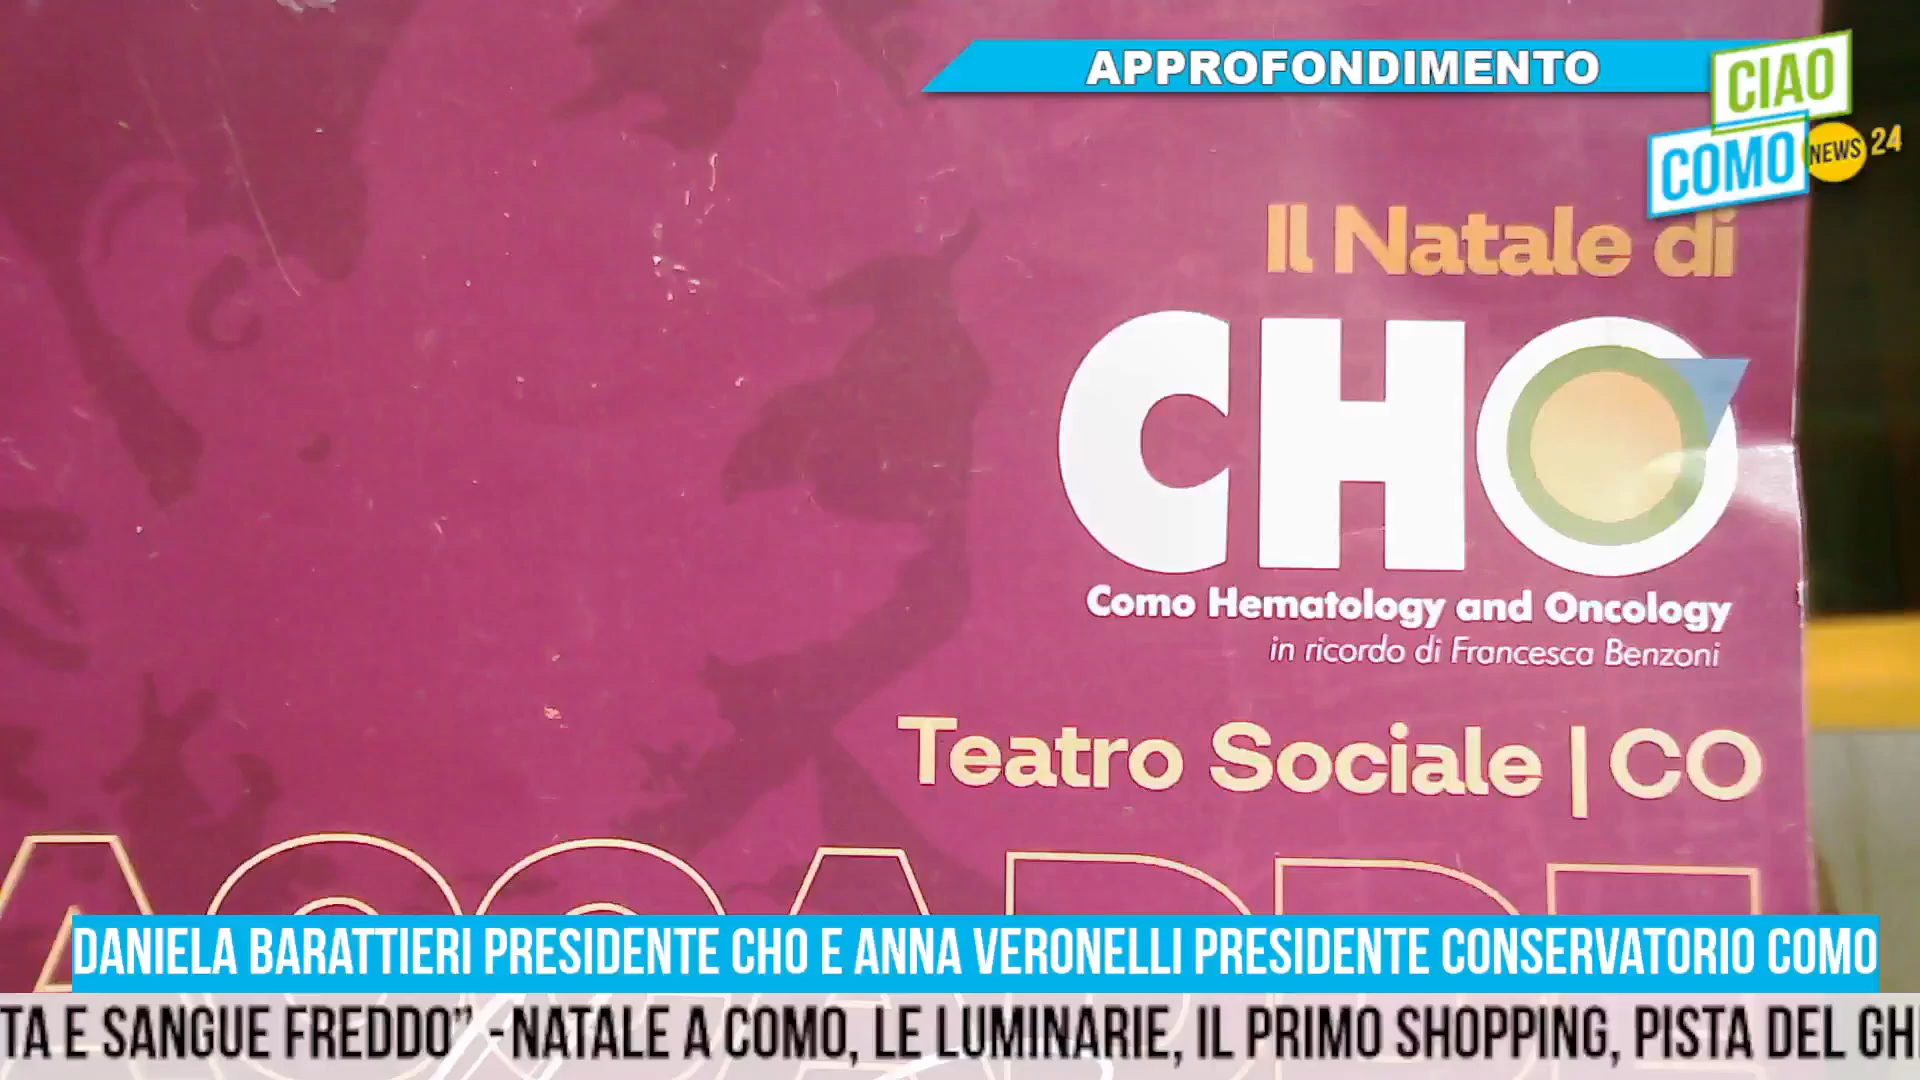 APPROFONDIMENTO
CIAO
COMO NEWS 24
Il Natale di
CHO
Como Hematology and Oncology
in ricordo di Francesca Benzoni
Teatro Sociale | CO
DANIELA BARATTIERI PRESIDENTE CHO E ANNA VERONELLI PRESIDENTE CONSERVATORIO COMO
TA E SANGUE FREDDO” - NATALE A COMO, LE LUMINARIE, IL PRIMO SHOPPING, PISTA DEL GH